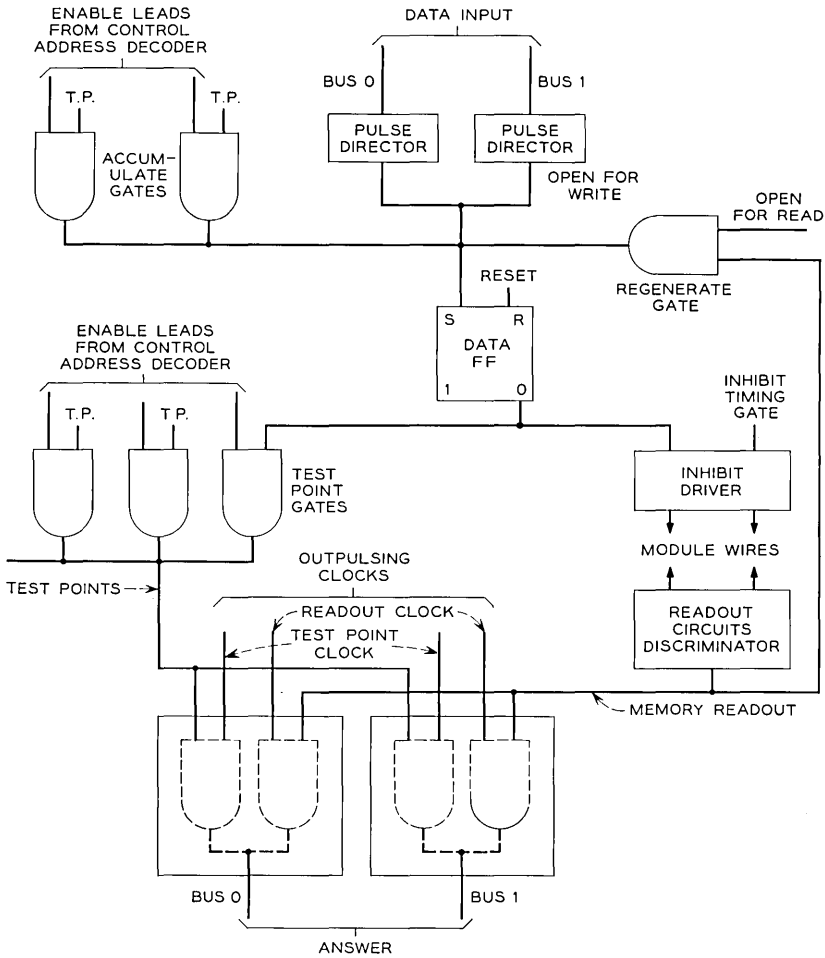 ENABLE LEADS
FROM CONTROL
ADDRESS DECODER
T.P.
T.P.
ACCUM-
ULATE
GATES
DATA INPUT
BUS 0
BUS 1
PULSE
DIRECTOR
PULSE
DIRECTOR
OPEN FOR
WRITE
OPEN
FOR READ
REGENERATE
GATE
RESET
S
R
DATA
FF
1
0
ENABLE LEADS
FROM CONTROL
ADDRESS DECODER
T.P.
T P.
TEST
POINT
GATES
INHIBIT
TIMING
GATE
INHIBIT
DRIVER
MODULE WIRES
READOUT
CIRCUITS
DISCRIMINATOR
TEST POINTS
OUTPULSING
CLOCKS
READOUT CLOCK
TEST POINT
CLOCK
MEMORY READOUT
BUS 0
BUS 1
ANSWER